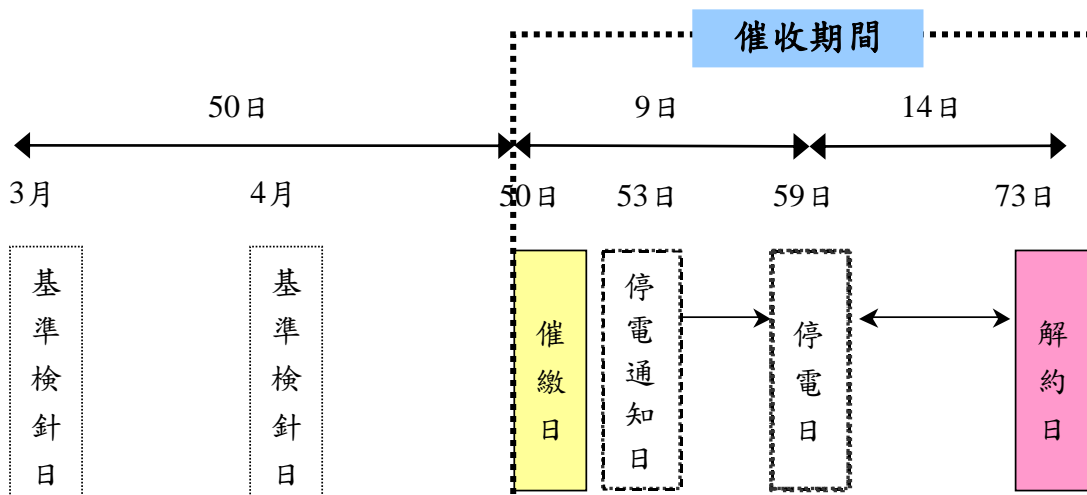 催收期間
50日
9日
14日
3月
4月
50日
53日
59日
73日
基準検針日
基準検針日
催繳日
停電通知日
停電日
解約日